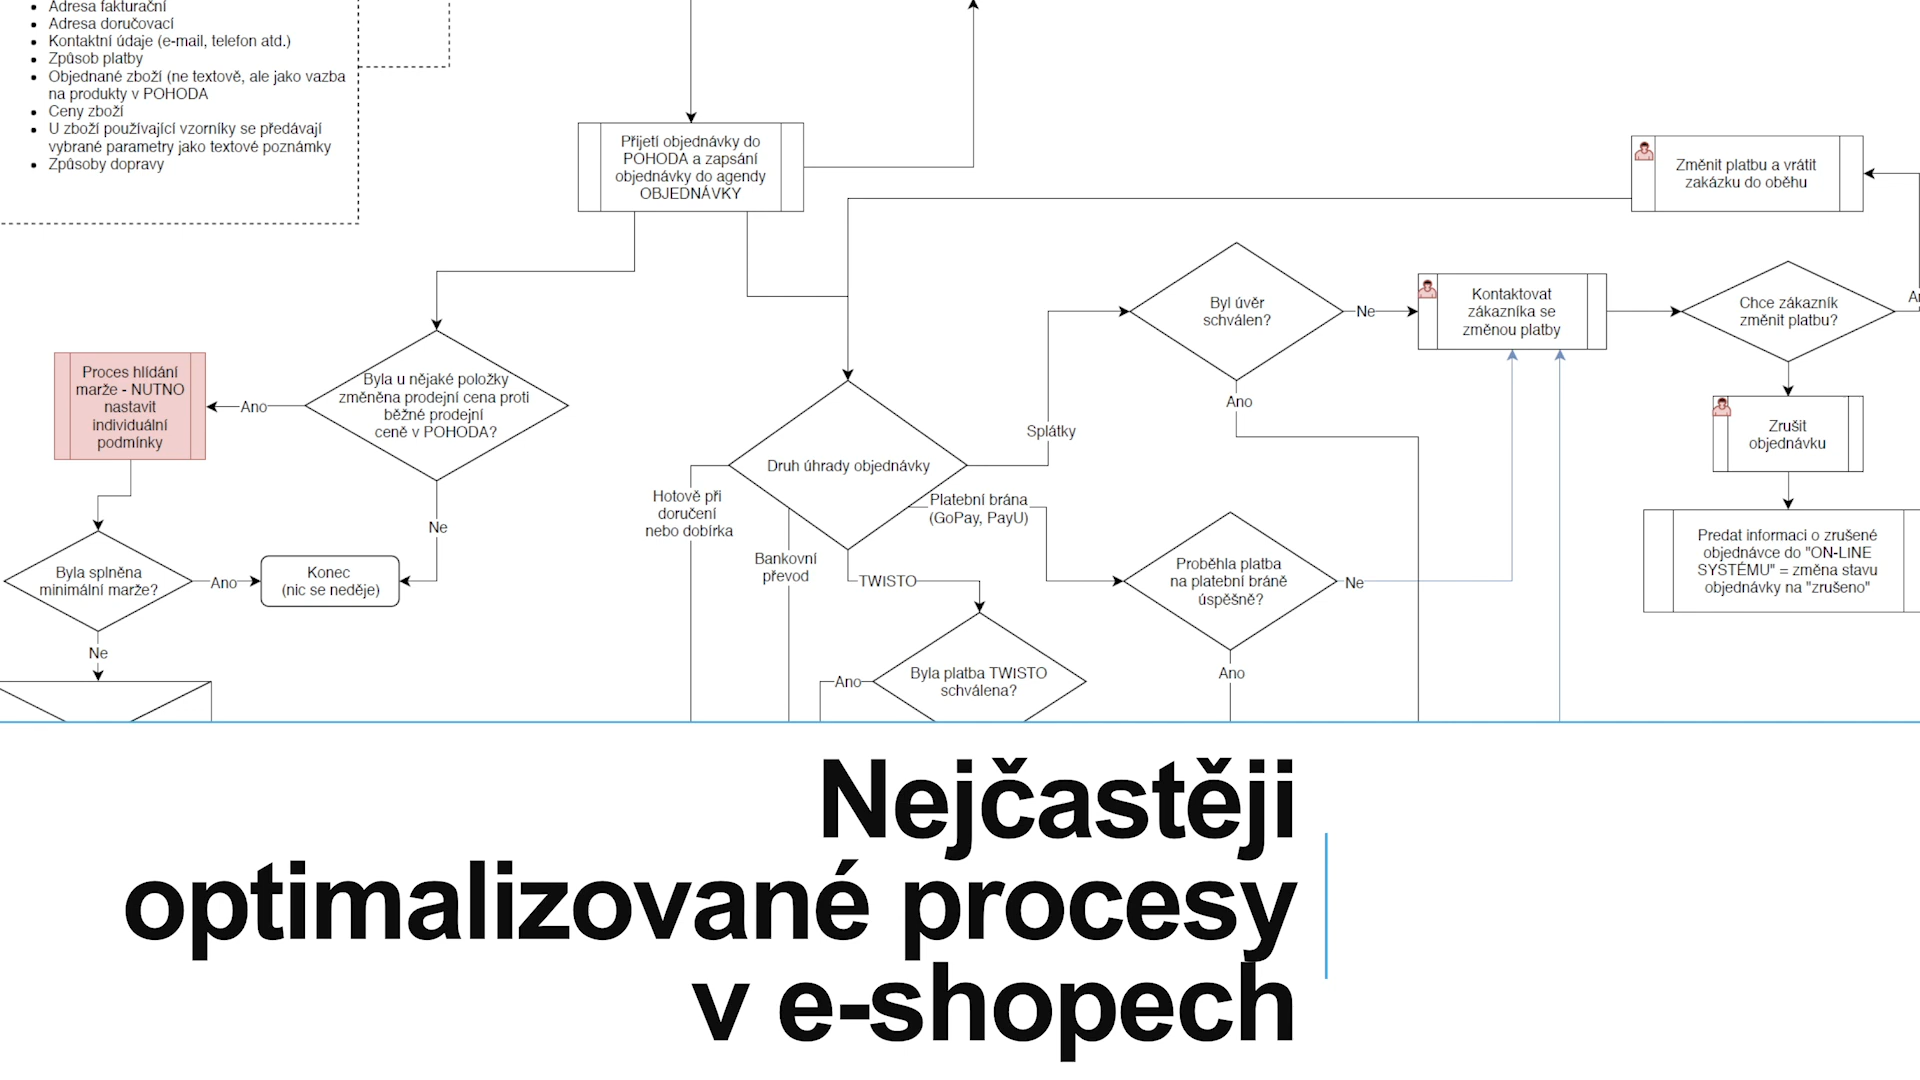 Adresa fakturační
Adresa doručovací
Kontaktní údaje (e-mail, telefon atd.)
Způsob platby
Objednané zboží (ne textově, ale jako vazba
na produkty v POHODA
Ceny zboží
U zboží používající vzorníky se předávají
vybrané parametry jako textové poznámky
Způsoby dopravy
Přijetí objednávky do
POHODA a zapsání
objednávky do agendy
OBJEDNÁVKY
Změnit platbu a vrátit
zakázku do oběhu
Byl úvěr
schválen?
Ne
Kontaktovat
zákazníka se
změnou platby
Chce zákazník
změnit platbu?
Ano
Zrušit
objednávku
Predat informaci o zrušené
objednávce do "ON-LINE
SYSTÉMU" = změna stavu
objednávky na "zrušeno"
Proces hlídání
marže - NUTNO
nastavit
individuální
podmínky
Ano
Byla u nějaké položky
změněna prodejní cena proti
běžné prodejní
ceně v POHODA?
Ne
Byla splněna
minimální marže?
Ano
Konec
(nic se neděje)
Ne
Druh úhrady objednávky
Splátky
Hotově při
doručení
nebo dobírka
Bankovní
převod
Platební brána
(GoPay, PayU)
TWISTO
Proběhla platba
na platební bráně
úspěšně?
Ne
Ano
Byla platba TWISTO
schválena?
Ano
Nejčastěji
optimalizované procesy
v e-shopech